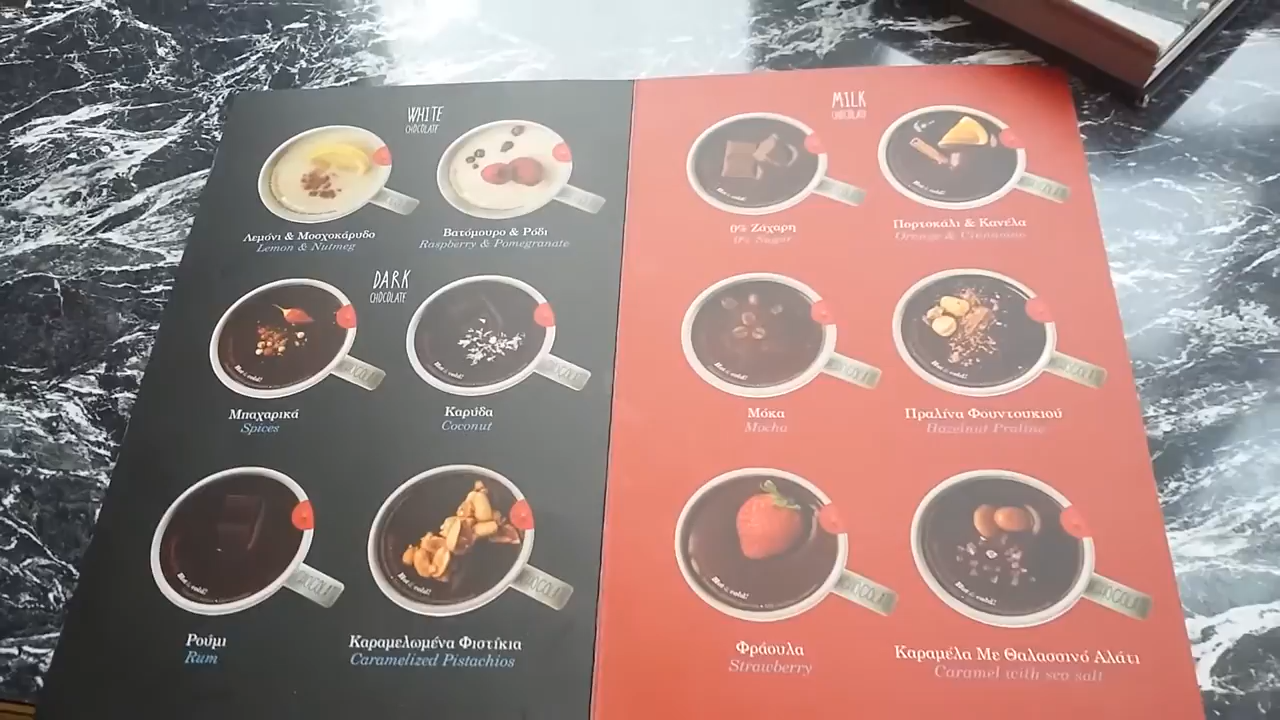 WHITE
CHOCOLATE
Λεμόνι & Μοσχοκάρυδο
Lemon & Nutmeg
Βατόμουρο & Ρόδι
Raspberry & Pomegranate
DARK
CHOCOLATE
Μπαχαρικά
Spices
Καρύδα
Coconut
Ρούμι
Rum
Καραμελωμένα Φιστίκια
Caramelized Pistachios
MILK
CHOCOLATE
0% Ζάχαρη
0% Sugar
Πορτοκάλι & Κανέλα
Orange & Cinnamon
Μόκα
Mocha
Πραλίνα Φουντουκιού
Hazelnut Praline
Φράουλα
Strawberry
Καραμέλα Με Θαλασσινό Αλάτι
Caramel with sea salt